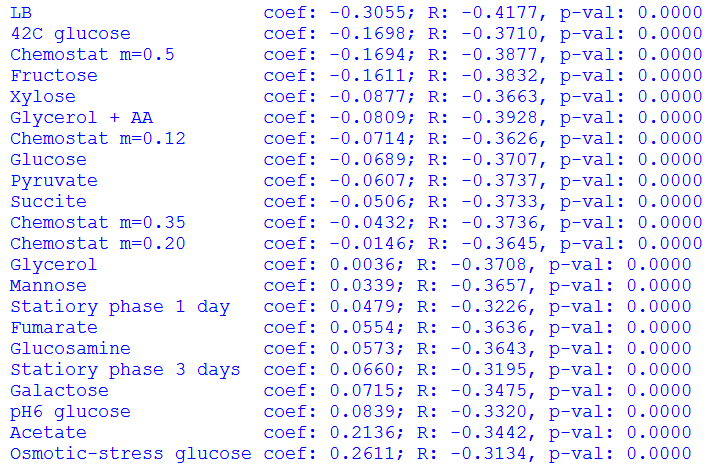 LB coef: -0.3055; R: -0.4177, p-val: 0.0000
42C glucose coef: -0.1698; R: -0.3710, p-val: 0.0000
Chemostat m=0.5 coef: -0.1694; R: -0.3877, p-val: 0.0000
Fructose coef: -0.1611; R: -0.3832, p-val: 0.0000
Xylose coef: -0.0877; R: -0.3663, p-val: 0.0000
Glycerol + AA coef: -0.0809; R: -0.3928, p-val: 0.0000
Chemostat m=0.12 coef: -0.0714; R: -0.3626, p-val: 0.0000
Glucose coef: -0.0689; R: -0.3707, p-val: 0.0000
Pyruvate coef: -0.0607; R: -0.3737, p-val: 0.0000
Succite coef: -0.0506; R: -0.3733, p-val: 0.0000
Chemostat m=0.35 coef: -0.0432; R: -0.3736, p-val: 0.0000
Chemostat m=0.20 coef: -0.0146; R: -0.3645, p-val: 0.0000
Glycerol coef: 0.0036; R: -0.3708, p-val: 0.0000
Mannose coef: 0.0339; R: -0.3657, p-val: 0.0000
Statiory phase 1 day coef: 0.0479; R: -0.3226, p-val: 0.0000
Fumarate coef: 0.0554; R: -0.3636, p-val: 0.0000
Glucosamine coef: 0.0573; R: -0.3643, p-val: 0.0000
Statiory phase 3 days coef: 0.0660; R: -0.3195, p-val: 0.0000
Galactose coef: 0.0715; R: -0.3475, p-val: 0.0000
pH6 glucose coef: 0.0839; R: -0.3320, p-val: 0.0000
Acetate coef: 0.2136; R: -0.3442, p-val: 0.0000
Osmotic-stress glucose coef: 0.2611; R: -0.3134, p-val: 0.0000